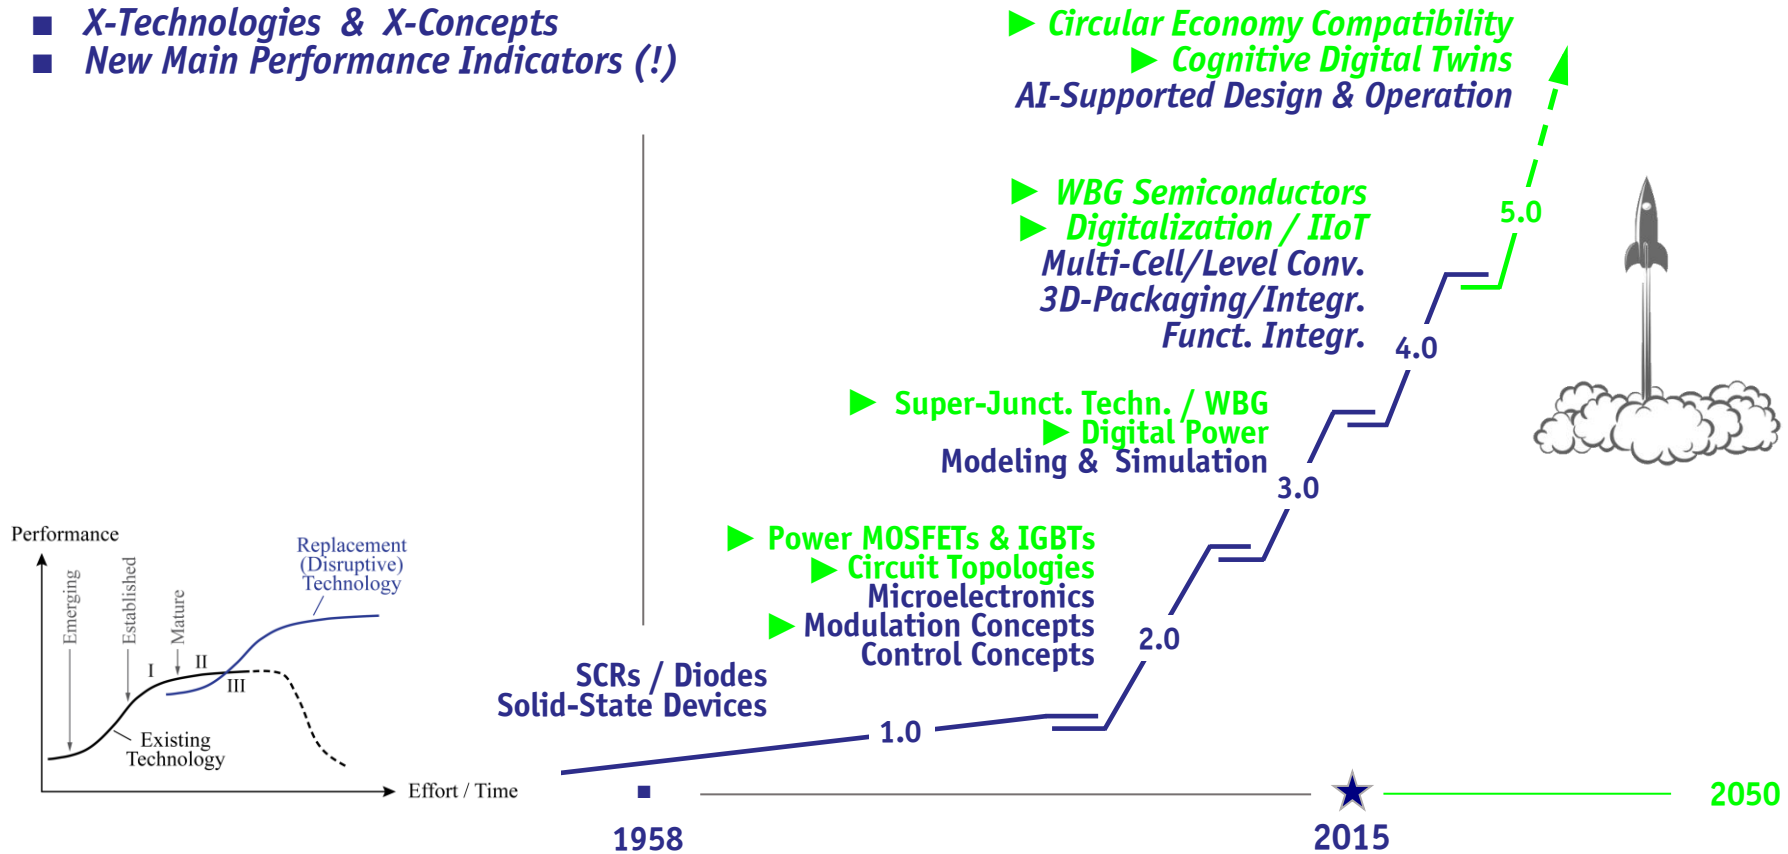 X-Technologies & X-Concepts
New Main Performance Indicators (!)
Circular Economy Compatibility
Cognitive Digital Twins
AI-Supported Design & Operation
WBG Semiconductors
Digitalization / IIoT
Multi-Cell/Level Conv.
3D-Packaging/Integr.
Funct. Integr.
5.0
4.0
Super-Junct. Techn. / WBG
Digital Power
Modeling & Simulation
3.0
Power MOSFETs & IGBTs
Circuit Topologies
Microelectronics
Modulation Concepts
Control Concepts
2.0
SCRs / Diodes
Solid-State Devices
1.0
Performance
Emerging
Established
Mature
Replacement
(Disruptive)
Technology
I
II
III
Existing
Technology
Effort / Time
1958
2015
2050